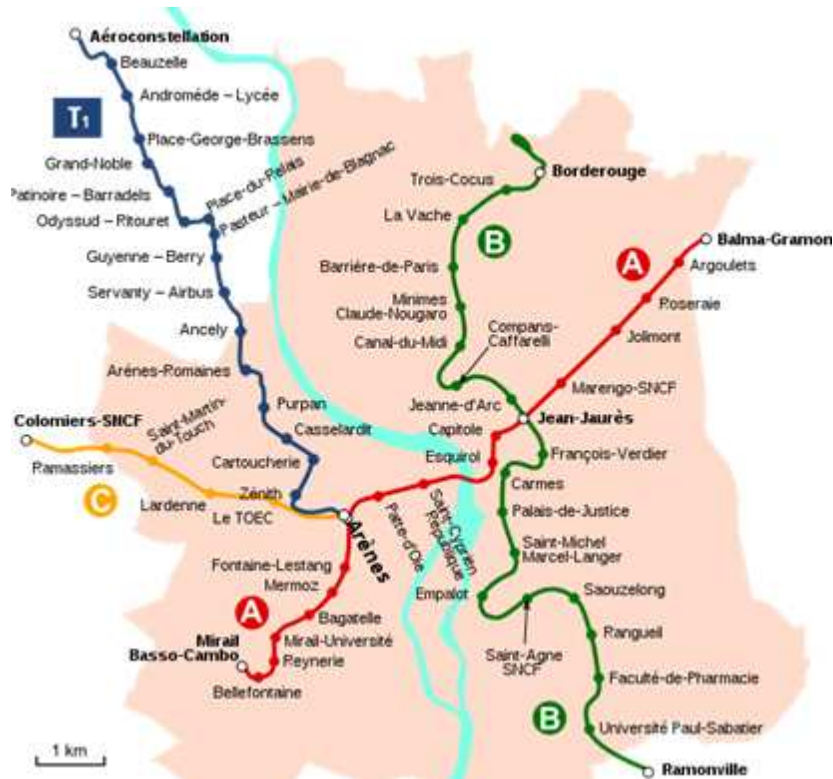 Aéroconstellation
Beauzelle
Andromède – Lycée
T1
Place-George-Brassens
Grand-Noble
Place-du-Relais
Patinoire – Barradels
Pasteur – Mairie-de-Blagnac
Odyssud – Ritouret
Guyenne – Berry
Servanty – Airbus
Ancely
Arènes-Romaines
Purpan
Casselardit
Cartoucherie
Zénith
Colomiers-SNCF
Saint-Martin-
du-Touch
Ramassiers
C
Lardenne
Le TOEC
Arènes
Borderouge
Trois-Cocus
La Vache
B
Barrière-de-Paris
Minimes
Claude-Nougaro
Canal-du-Midi
Compans-
Caffarelli
Jeanne-d'Arc
Balma-Gramon
A
Argoulets
Roseraie
Jolimont
Marengo-SNCF
Jean-Jaurès
Capitole
Esquirol
Saint-Cyprien
République
Patte-d'Oie
François-Verdier
Carmes
Palais-de-Justice
Saint-Michel
Marcel-Langer
Empalot
Saint-Agne
SNCF
Saouzelong
Rangueil
Faculté-de-Pharmacie
B
Université Paul-Sabatier
Ramonville
Fontaine-Lestang
Mermoz
A
Bagatelle
Mirail-Université
Mirail
Basso-Cambo
Reynerie
Bellefontaine
1 km